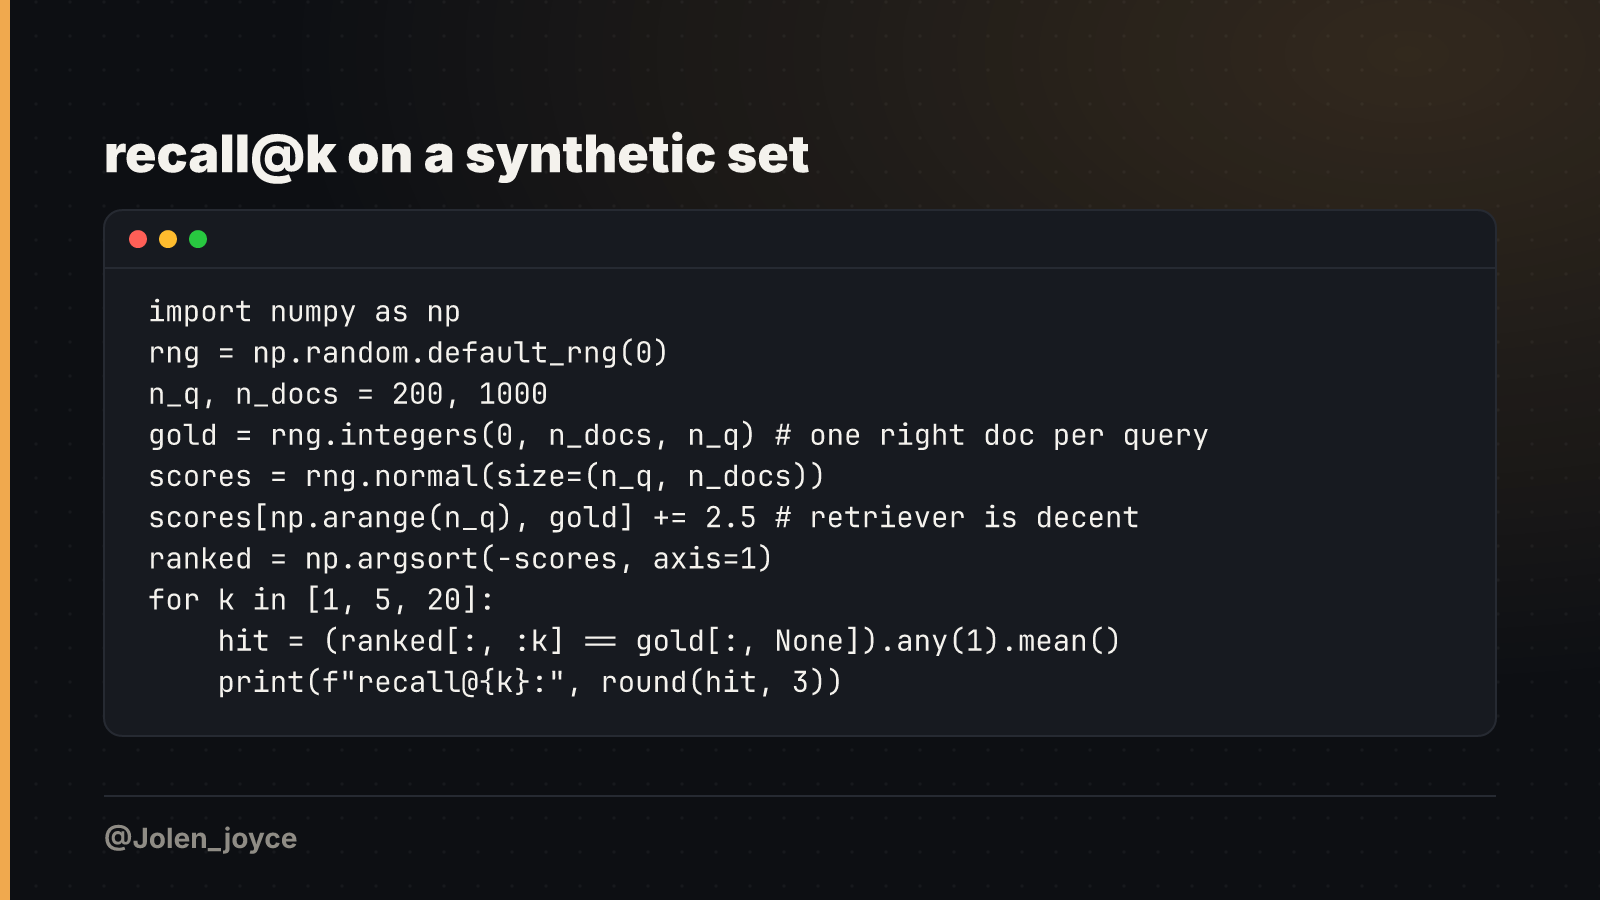 recall@k on a synthetic set
import numpy as np
rng = np.random.default_rng(0)
n_q, n_docs = 200, 1000
gold = rng.integers(0, n_docs, n_q) # one right doc per query
scores = rng.normal(size=(n_q, n_docs))
scores[np.arange(n_q), gold] += 2.5 # retriever is decent
ranked = np.argsort(-scores, axis=1)
for k in [1, 5, 20]:
    hit = (ranked[:, :k] == gold[:, None]).any(1).mean()
    print(f"recall@{k}:", round(hit, 3))
@Jolen_joyce